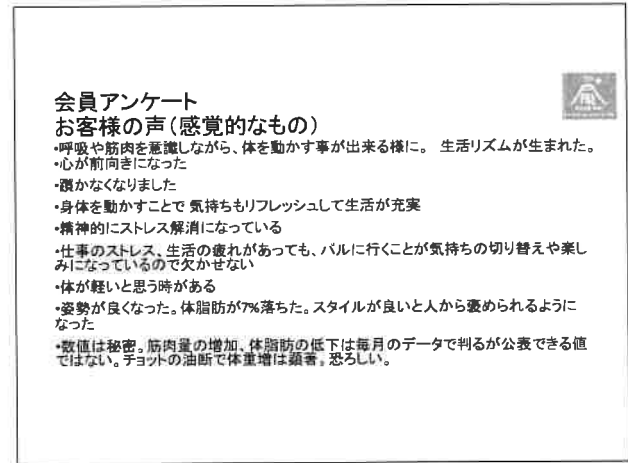 会員アンケート
お客様の声(感覚的なもの)
・呼吸や筋肉を意識しながら、体を動かす事が出来る様に。 生活リズムが生まれた。
・心が前向きになった
・躓かなくなりました
・身体を動かすことで 気持ちもリフレッシュして生活が充実
・精神的にストレス解消になっている
・仕事のストレス、生活の疲れがあっても、バルに行くことが気持ちの切り替えや楽し
みになっているので欠かせない
・体が軽いと思う時がある
・姿勢が良くなった。体脂肪が7%落ちた。スタイルが良いと人から褒められるように
なった
・数値は秘密。筋肉量の増加、体脂肪の低下は毎月のデータで判るが公表できる値
ではない。チョットの油断で体重増は顕著。恐ろしい。